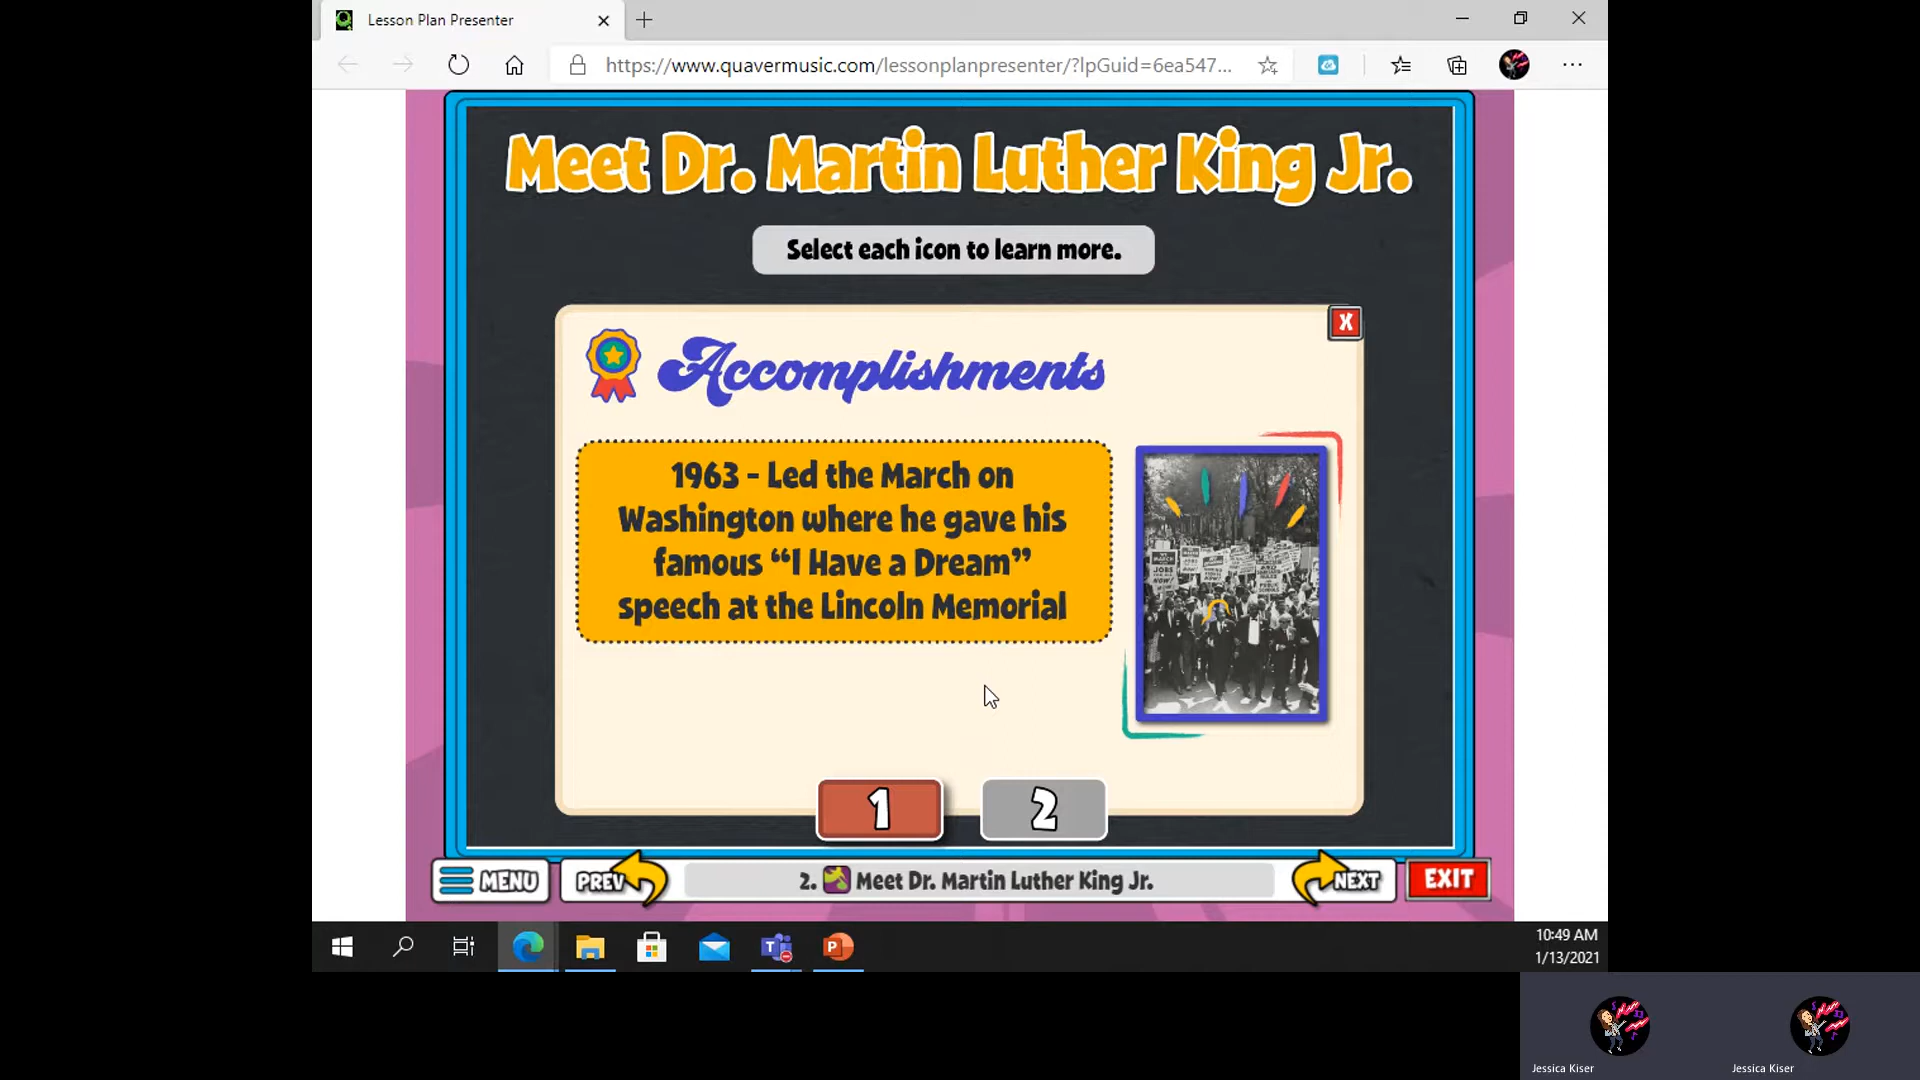 Lesson Plan Presenter
https://www.quavermusic.com/lessonplanpresenter/?lpGuid=6ea547...
Meet Dr. Martin Luther King Jr.
Select each icon to learn more.
X
Accomplishments
1963 - Led the March on
Washington where he gave his
famous “I Have a Dream”
speech at the Lincoln Memorial
JOBS
NOW!
1
2
MENU
PREV
2. Meet Dr. Martin Luther King Jr.
NEXT
EXIT
10:49 AM
1/13/2021
Jessica Kiser
Jessica Kiser